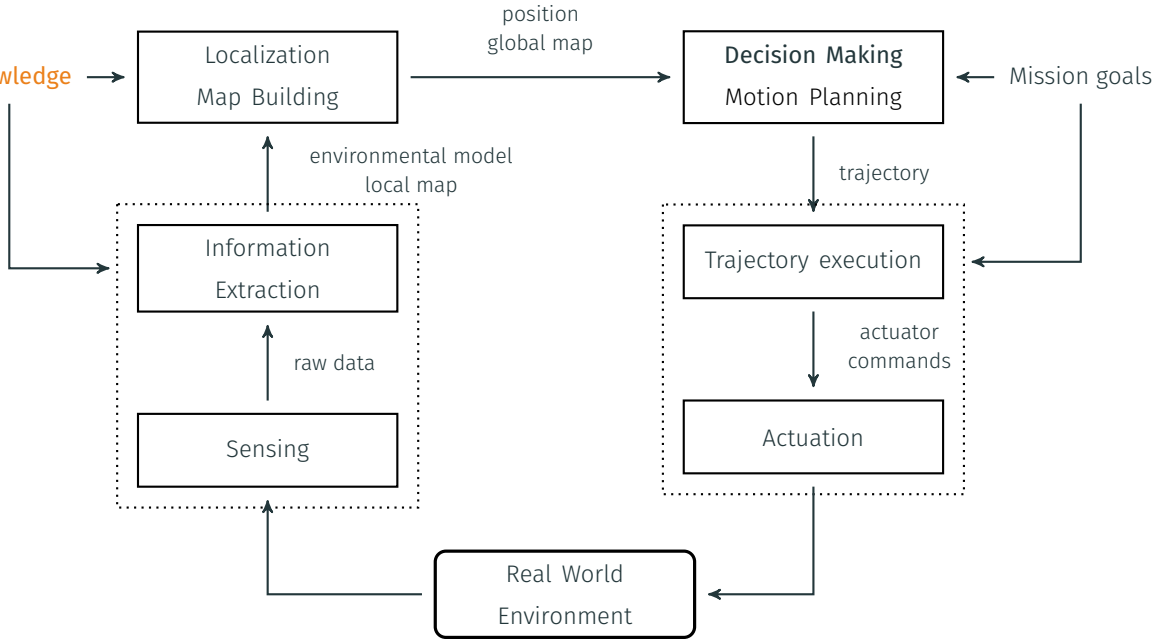 position
global map
Localization
Map Building
Decision Making
Motion Planning
Mission goals
environmental model
local map
trajectory
Information
Extraction
Trajectory execution
raw data
actuator
commands
Sensing
Actuation
Real World
Environment